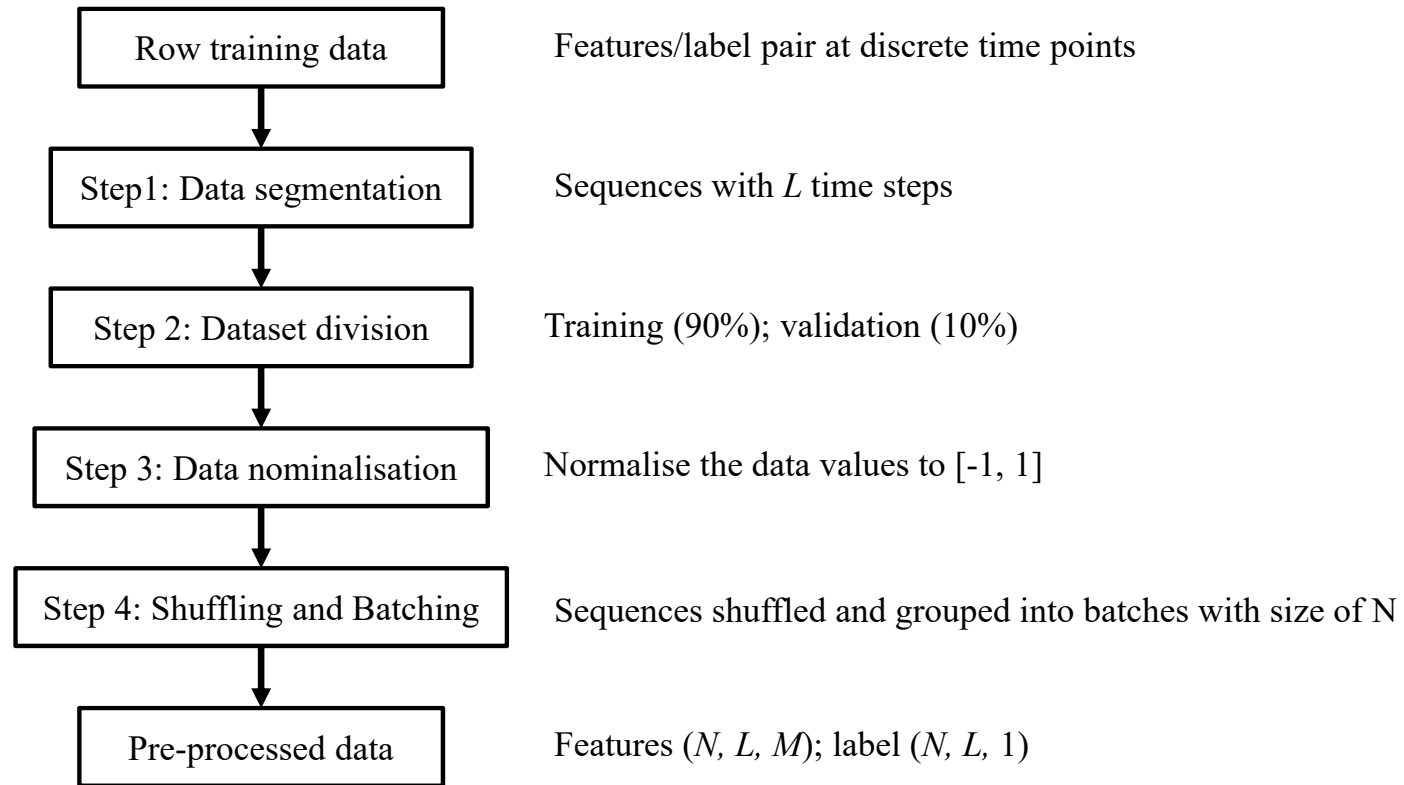 Row training data
Features/label pair at discrete time points
Step1: Data segmentation
Sequences with L time steps
Step 2: Dataset division
Training (90%); validation (10%)
Step 3: Data nominalisation
Normalise the data values to [-1, 1]
Step 4: Shuffling and Batching
Sequences shuffled and grouped into batches with size of N
Pre-processed data
Features (N, L, M); label (N, L, 1)